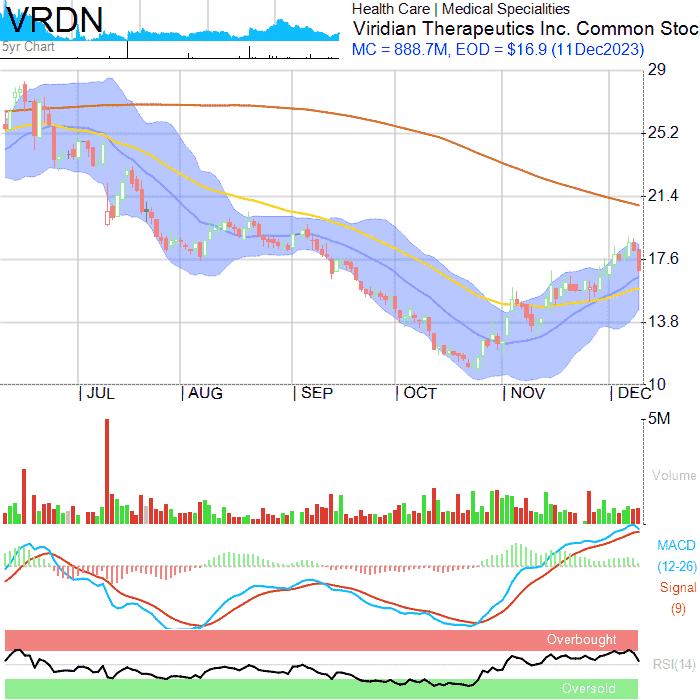 VRDN
5yr Chart
Health Care | Medical Specialities
Viridian Therapeutics Inc. Common Stoc
MC = 888.7M, EOD = $16.9 (11Dec2023)
29
25.2
21.4
17.6
13.8
10
JUL AUG SEP OCT NOV DEC
5M
Volume
MACD
(12-26)
Signal
(9)
Overbought
RSI(14)
Oversold